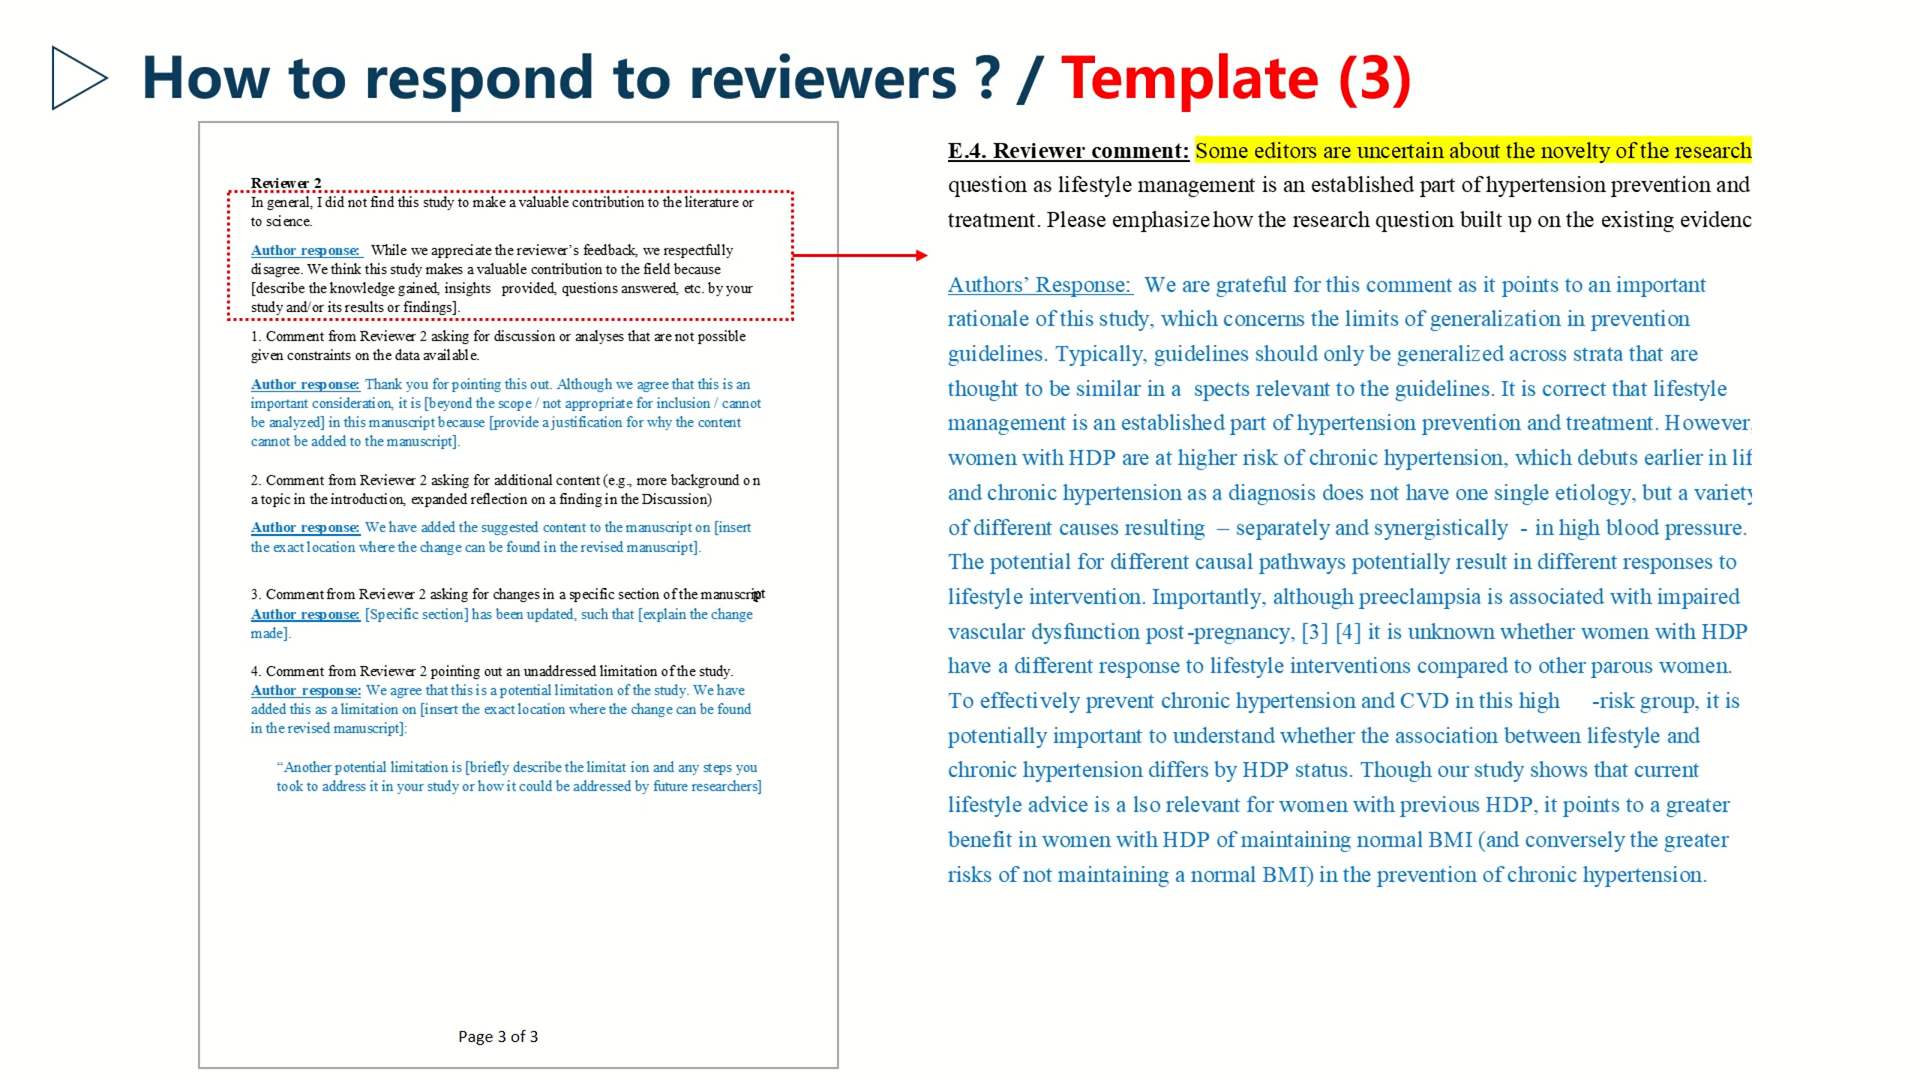 How to respond to reviewers ? / Template (3)
Reviewer 2
In general, I did not find this study to make a valuable contribution to the literature or
to science.
Author response: While we appreciate the reviewer's feedback, we respectfully
disagree. We think this study makes a valuable contribution to the field because
[describe the knowledge gained, insights provided, questions answered, etc. by your
study and/or its results or findings].
1. Comment from Reviewer 2 asking for discussion or analyses that are not possible
given constraints on the data available.
Author response: Thank you for pointing this out. Although we agree that this is an
important consideration, it is [beyond the scope / not appropriate for inclusion / cannot
be analyzed] in this manuscript because [provide a justification for why the content
cannot be added to the manuscript].
2. Comment from Reviewer 2 asking for additional content (e.g., more background on
a topic in the introduction, expanded reflection on a finding in the Discussion)
Author response: We have added the suggested content to the manuscript on [insert
the exact location where the change can be found in the revised manuscript].
3. Comment from Reviewer 2 asking for changes in a specific section of the manuscript
Author response: [Specific section] has been updated, such that [explain the change
made].
4. Comment from Reviewer 2 pointing out an unaddressed limitation of the study.
Author response: We agree that this is a potential limitation of the study. We have
added this as a limitation on [insert the exact location where the change can be found
in the revised manuscript]:
“Another potential limitation is [briefly describe the limitat ion and any steps you
took to address it in your study or how it could be addressed by future researchers]
Page 3 of 3
E.4. Reviewer comment: Some editors are uncertain about the novelty of the research
question as lifestyle management is an established part of hypertension prevention and
treatment. Please emphasize how the research question built up on the existing evidenc
Authors' Response: We are grateful for this comment as it points to an important
rationale of this study, which concerns the limits of generalization in prevention
guidelines. Typically, guidelines should only be generalized across strata that are
thought to be similar in a spects relevant to the guidelines. It is correct that lifestyle
management is an established part of hypertension prevention and treatment. However,
women with HDP are at higher risk of chronic hypertension, which debuts earlier in lif
and chronic hypertension as a diagnosis does not have one single etiology, but a variety
of different causes resulting – separately and synergistically - in high blood pressure.
The potential for different causal pathways potentially result in different responses to
lifestyle intervention. Importantly, although preeclampsia is associated with impaired
vascular dysfunction post-pregnancy, [3] [4] it is unknown whether women with HDP
have a different response to lifestyle interventions compared to other parous women.
To effectively prevent chronic hypertension and CVD in this high -risk group, it is
potentially important to understand whether the association between lifestyle and
chronic hypertension differs by HDP status. Though our study shows that current
lifestyle advice is a lso relevant for women with previous HDP, it points to a greater
benefit in women with HDP of maintaining normal BMI (and conversely the greater
risks of not maintaining a normal BMI) in the prevention of chronic hypertension.